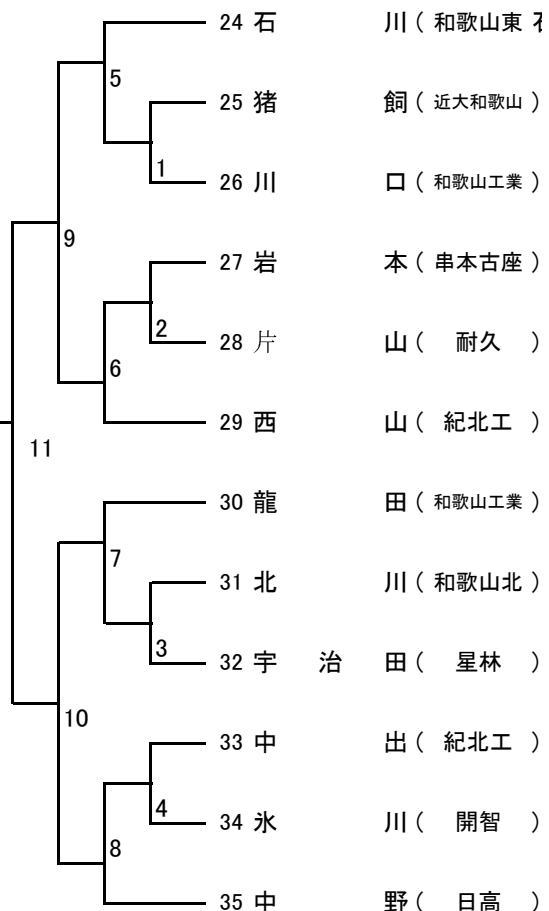 24 石 川 ( 和歌山東
5
25 猪 飼 ( 近大和歌山 )
1
26 川 口 ( 和歌山工業 )
9
27 岩 本 ( 串本古座 )
2
28 片 山 ( 耐久 )
6
29 西 山 ( 紀北工 )
11
30 龍 田 ( 和歌山工業 )
7
31 北 川 ( 和歌山北 )
3
32 宇 治 田 ( 星林 )
10
33 中 出 ( 紀北工 )
4
34 氷 川 ( 開智 )
8
35 中 野 ( 日高 )